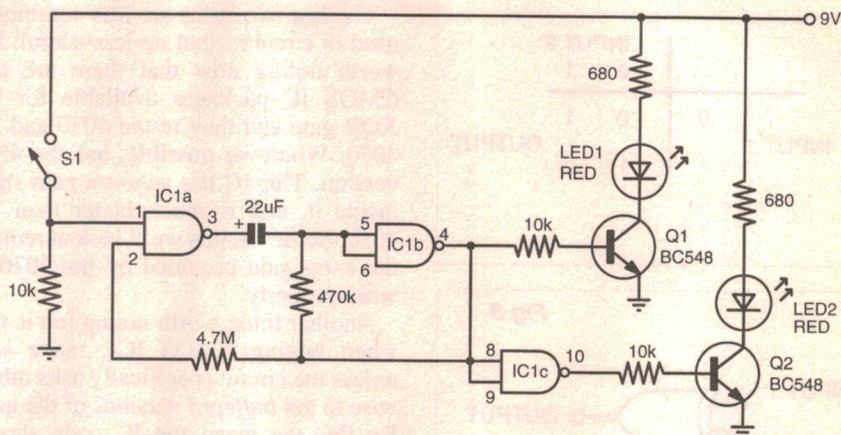 9V
680
S1
LED1
RED
680
IC1a
1
2
3
+
22uF
5
6
IC1b
4
10k
Q1
BC548
10k
470k
LED2
RED
4.7M
8
9
IC1c
10
10k
Q2
BC548